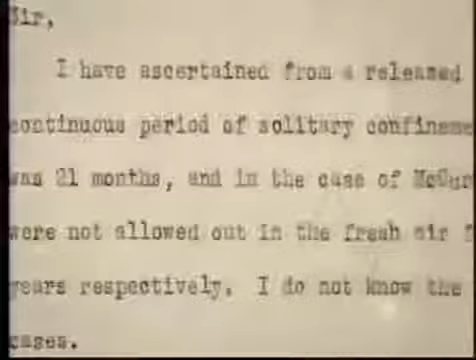 Sir,
I have ascertained from a released
continuous period of solitary confineme
was 21 months, and in the case of McGur
were not allowed out in the fresh air f
years respectively. I do not know the
cases.